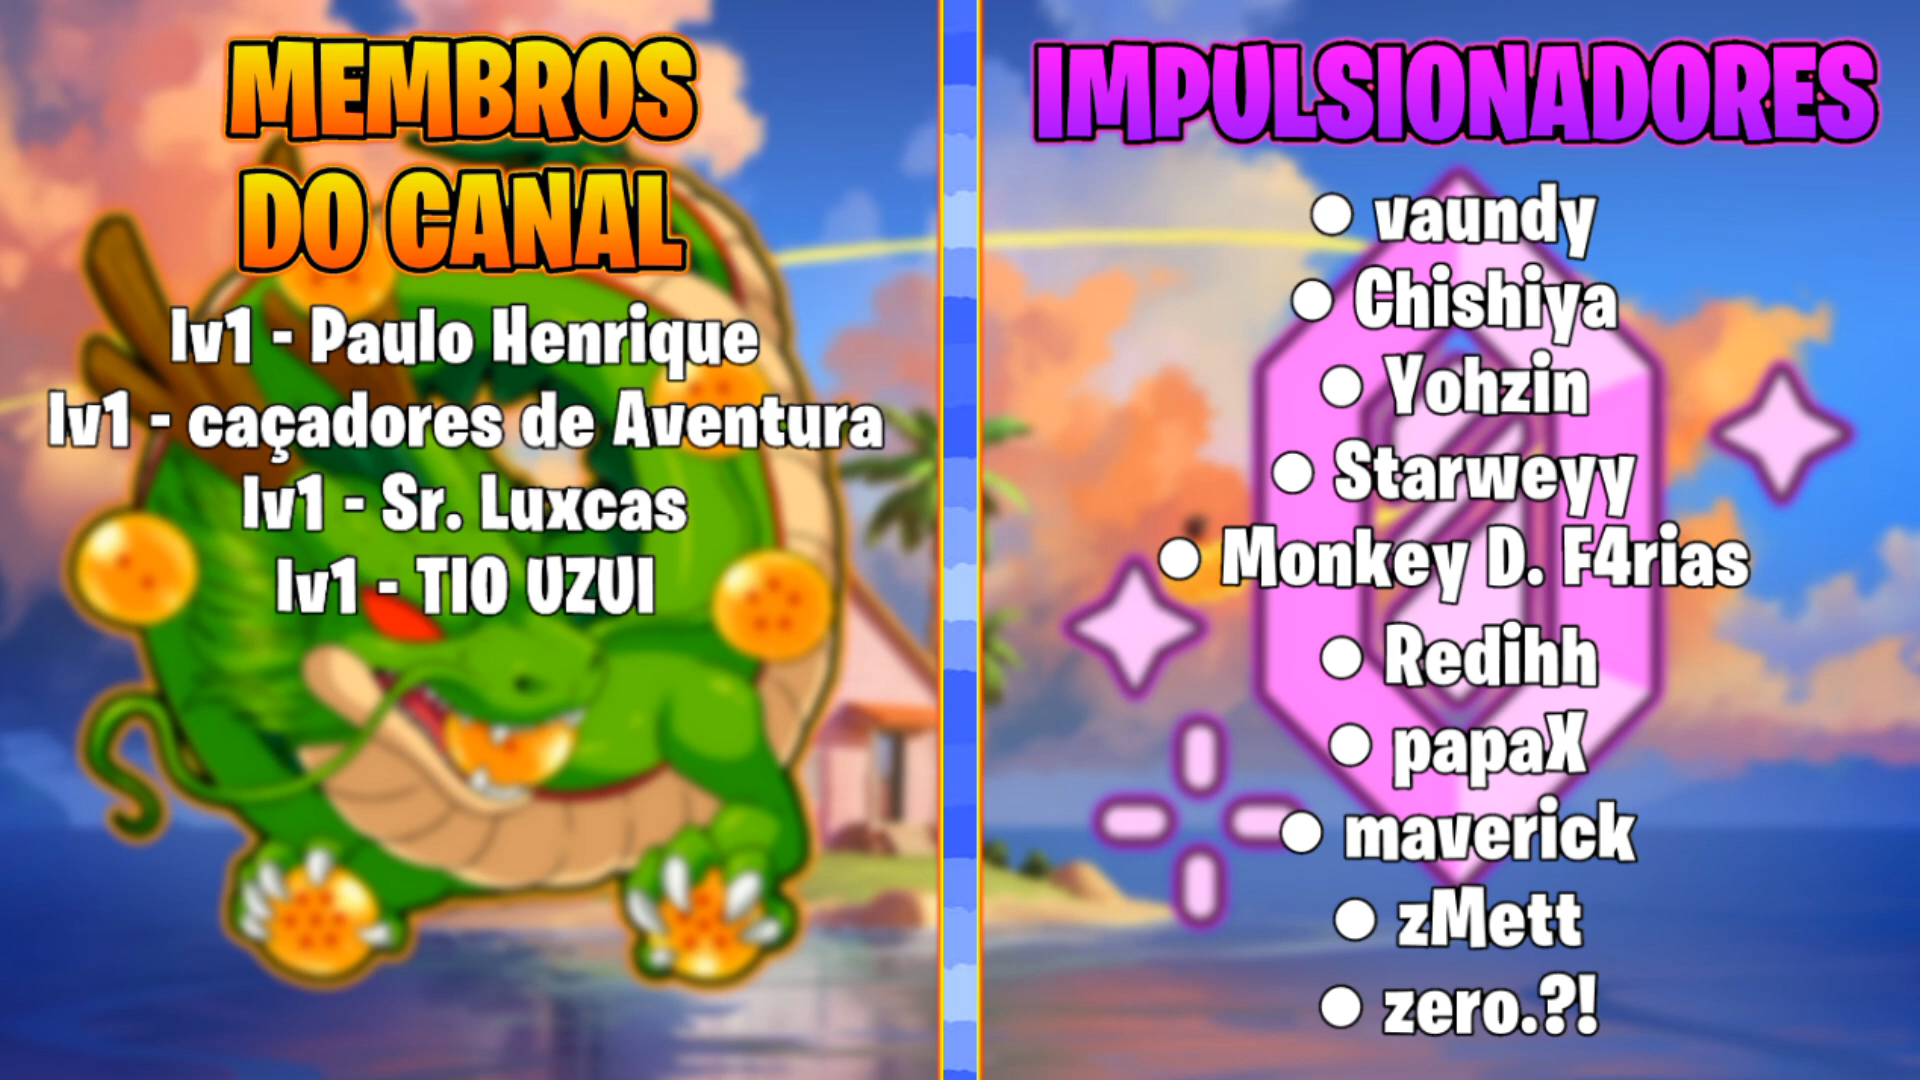 MEMBROS
DO CANAL
lv1 - Paulo Henrique
lv1 - caçadores de Aventura
lv1 - Sr. Luxcas
lv1 - TIO UZUI
IMPULSIONADORES
● vaundy
● Chishiya
● Yohzin
● Starweyy
● Monkey D. F4rias
● Redihh
● papaX
● maverick
● zMett
● zero.?!